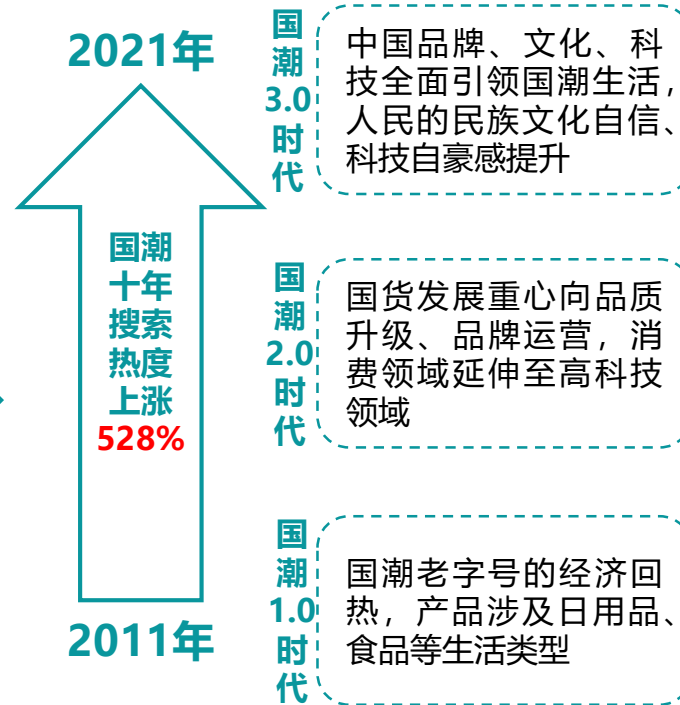 2021年
国潮
十年
搜索
热度
上涨
528%
2011年
国
潮
3.0
时
代
中国品牌、文化、科
技全面引领国潮生活，
人民的民族文化自信、
科技自豪感提升
国
潮
2.0
时
代
国货发展重心向品质
升级、品牌运营，消
费领域延伸至高科技
领域
国
潮
1.0
时
代
国潮老字号的经济回
热，产品涉及日用品、
食品等生活类型